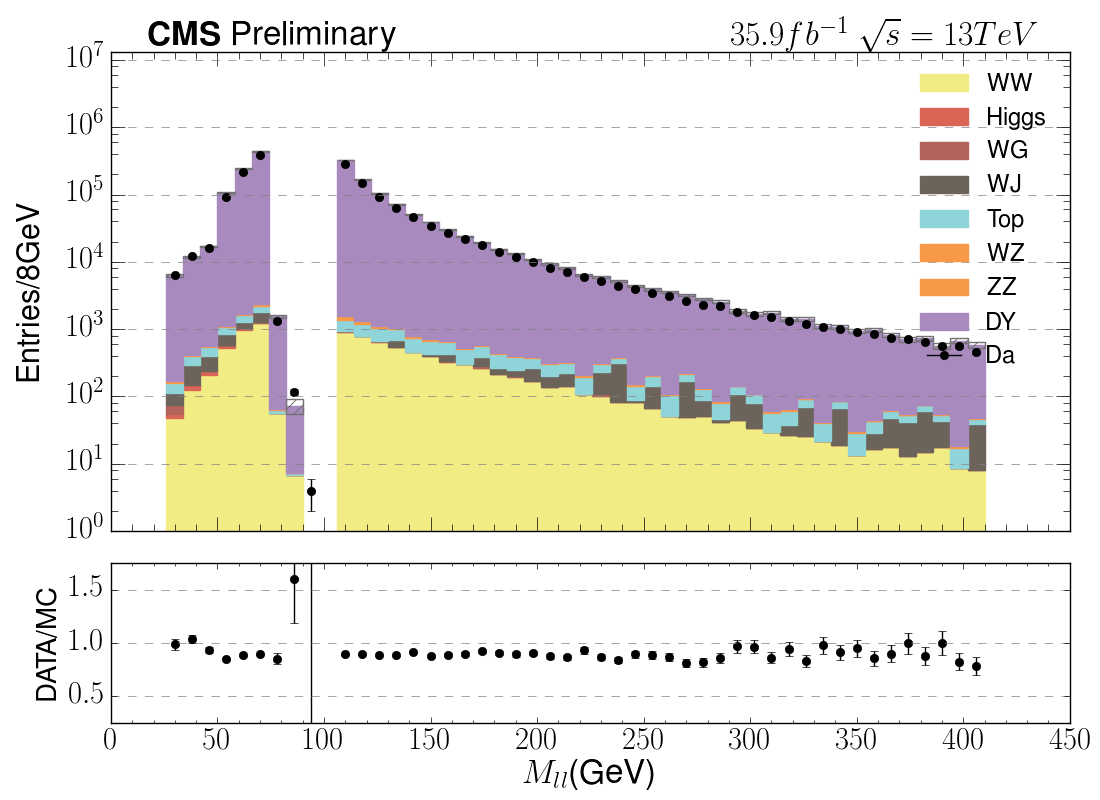 CMS Preliminary 35.9fb⁻¹ √s = 13TeV
Entries/8GeV
10⁷
10⁶
10⁵
10⁴
10³
10²
10¹
10⁰
WW
Higgs
WG
WJ
Top
WZ
ZZ
DY
Da
DATA/MC
1.5
1.0
0.5
0 50 100 150 200 250 300 350 400 450
Mₗₗ(GeV)